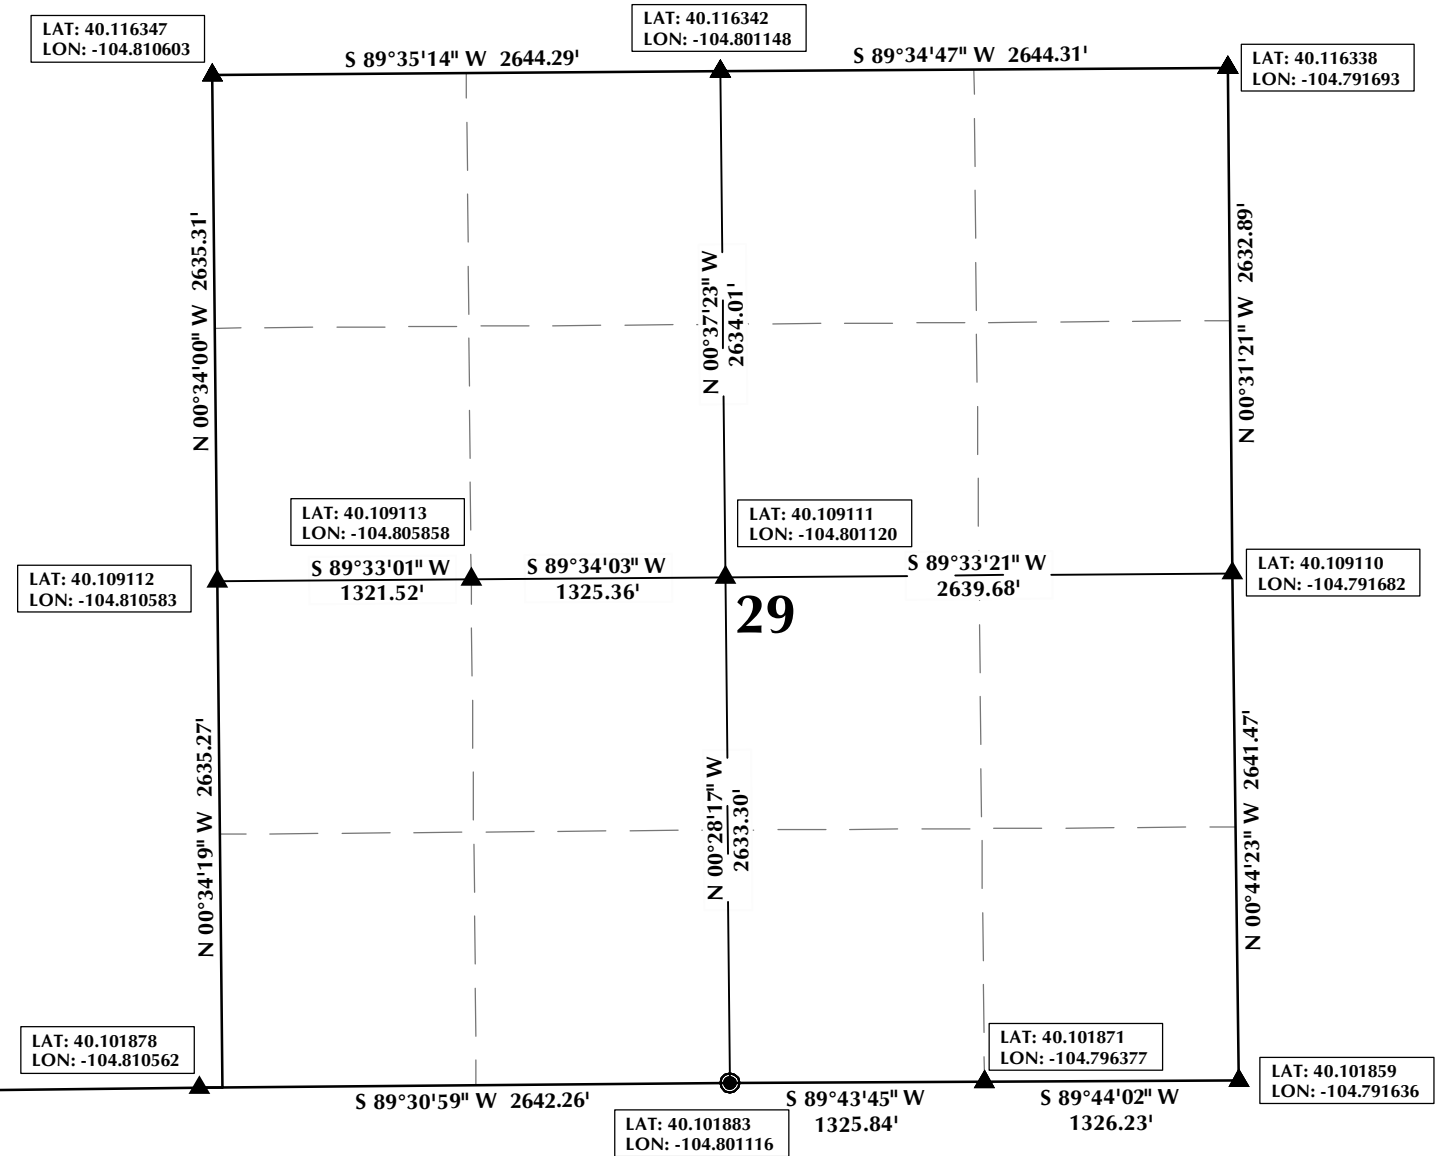 LAT: 40.116347
LON: -104.810603
S 89°35'14" W 2644.29'
LAT: 40.116342
LON: -104.801148
S 89°34'47" W 2644.31'
LAT: 40.116338
LON: -104.791693
N 00°34'00" W 2635.31'
N 00°37'23" W
2634.01'
N 00°31'21" W 2632.89'
LAT: 40.109112
LON: -104.810583
LAT: 40.109113
LON: -104.805858
S 89°33'01" W
1321.52'
S 89°34'03" W
1325.36'
LAT: 40.109111
LON: -104.801120
29
S 89°33'21" W
2639.68'
LAT: 40.109110
LON: -104.791682
N 00°34'19" W 2635.27'
N 00°28'17" W
2633.30'
N 00°44'23" W 2641.47'
LAT: 40.101878
LON: -104.810562
S 89°30'59" W 2642.26'
LAT: 40.101883
LON: -104.801116
S 89°43'45" W
1325.84'
LAT: 40.101871
LON: -104.796377
S 89°44'02" W
1326.23'
LAT: 40.101859
LON: -104.791636